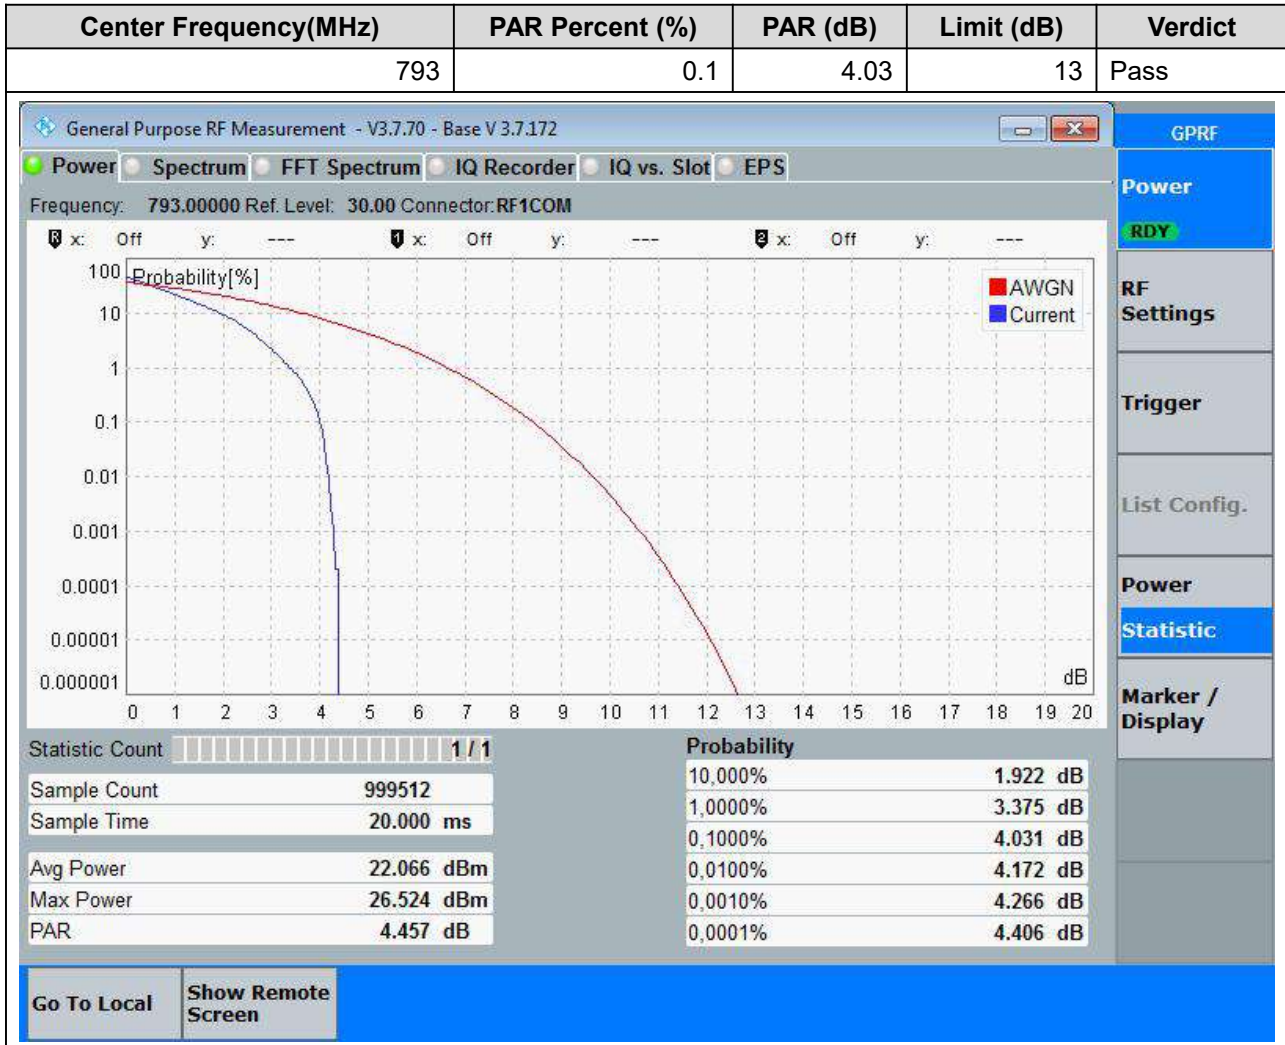 Center Frequency(MHz) PAR Percent (%) PAR (dB) Limit (dB) Verdict
793 0.1 4.03 13 Pass
General Purpose RF Measurement - V3.7.70 - Base V 3.7.172
GPRF
Power Spectrum FFT Spectrum IQ Recorder IQ vs. Slot EPS
Frequency: 793.00000 Ref. Level: 30.00 Connector: RF1COM
R x: Off y: --- 1 x: Off y: --- 2 x: Off y: ---
Probability[%]
AWGN
Current
100
10
1
0.1
0.01
0.001
0.0001
0.00001
0.000001
dB
0 1 2 3 4 5 6 7 8 9 10 11 12 13 14 15 16 17 18 19 20
Statistic Count 1 / 1
Sample Count 999512
Sample Time 20.000 ms
Avg Power 22.066 dBm
Max Power 26.524 dBm
PAR 4.457 dB
Probability
10,000% 1.922 dB
1,0000% 3.375 dB
0,1000% 4.031 dB
0,0100% 4.172 dB
0,0010% 4.266 dB
0,0001% 4.406 dB
Power
RDY
RF
Settings
Trigger
List Config.
Power
Statistic
Marker /
Display
Go To Local
Show Remote
Screen